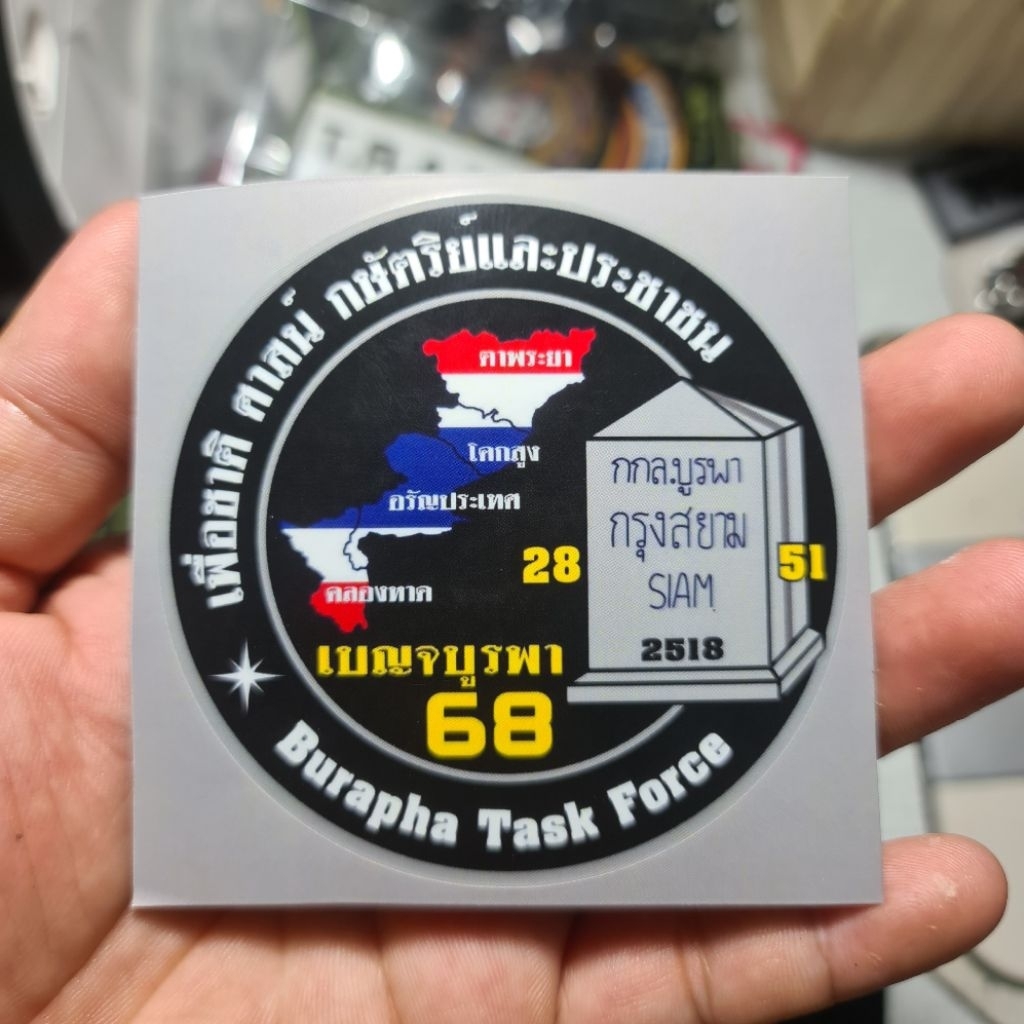 เพื่อชาติ ศาสน์ กษัตริย์และประชาชน
ตาพระยา
โคกสูง
อรัญประเทศ
คลองหาด
28
51
กกล.บูรพา
กรุงสยาม
SIAM
2518
เบญจบูรพา
68
Burapha Task Force